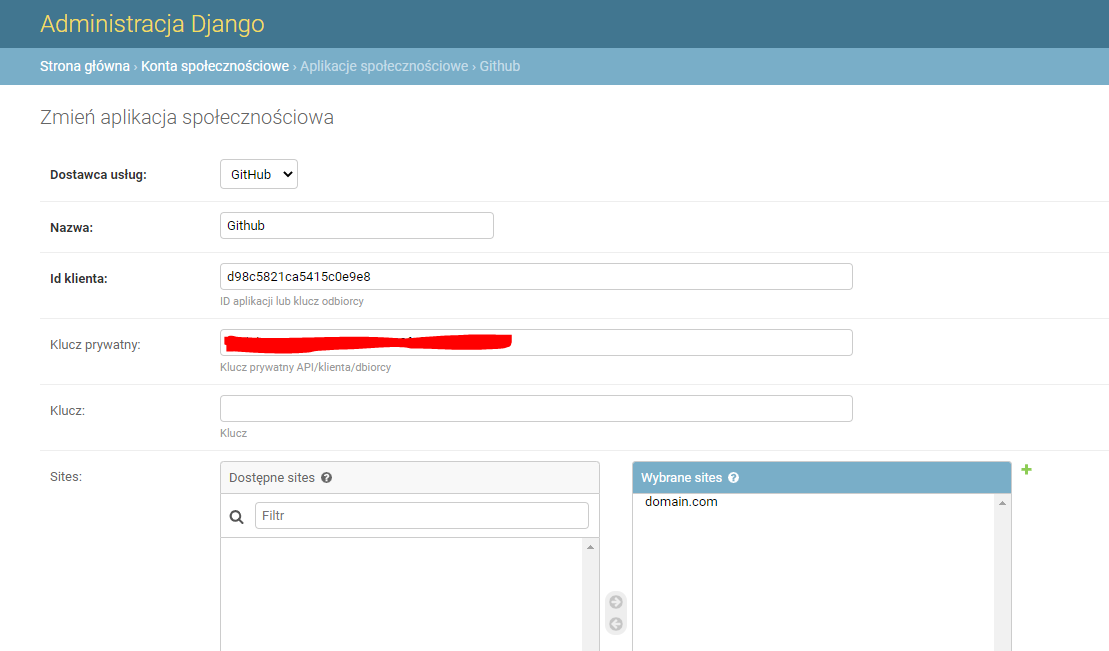 Administracja Django
Strona główna › Konta społecznościowe › Aplikacje społecznościowe › Github
Zmień aplikacja społecznościowa
Dostawca usług: GitHub
Nazwa: Github
Id klienta: d98c5821ca5415c0e9e8
ID aplikacji lub klucz odbiorcy
Klucz prywatny:
Klucz prywatny API/klienta/dbiorcy
Klucz:
Klucz
Sites: Dostępne sites ? Wybrane sites ?
Filtr domain.com